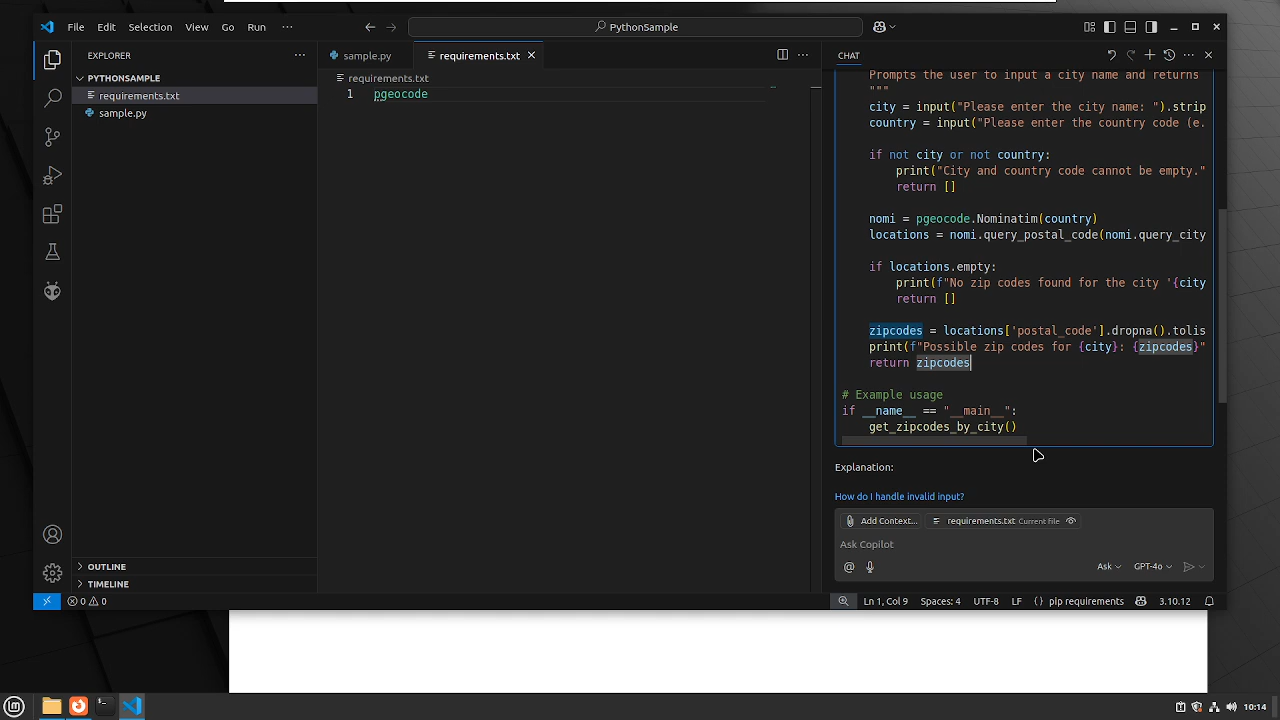 File Edit Selection View Go Run ··· PythonSample
EXPLORER ···
PYTHONSAMPLE
requirements.txt
sample.py
OUTLINE
TIMELINE
sample.py requirements.txt ···
requirements.txt
1 pgeocode
CHAT
Prompts the user to input a city name and returns
"""
city = input("Please enter the city name: ").strip
country = input("Please enter the country code (e.
if not city or not country:
print("City and country code cannot be empty."
return []
nomi = pgeocode.Nominatim(country)
locations = nomi.query_postal_code(nomi.query_city
if locations.empty:
print(f"No zip codes found for the city '{city
return []
zipcodes = locations['postal_code'].dropna().tolis
print(f"Possible zip codes for {city}: {zipcodes}"
return zipcodes
# Example usage
if __name__ == "__main__":
get_zipcodes_by_city()
Explanation:
How do I handle invalid input?
Add Context... requirements.txt Current file
Ask Copilot
@ Ask GPT-4o
0 0 Ln 1, Col 9 Spaces: 4 UTF-8 LF { } pip requirements 3.10.12
10:14